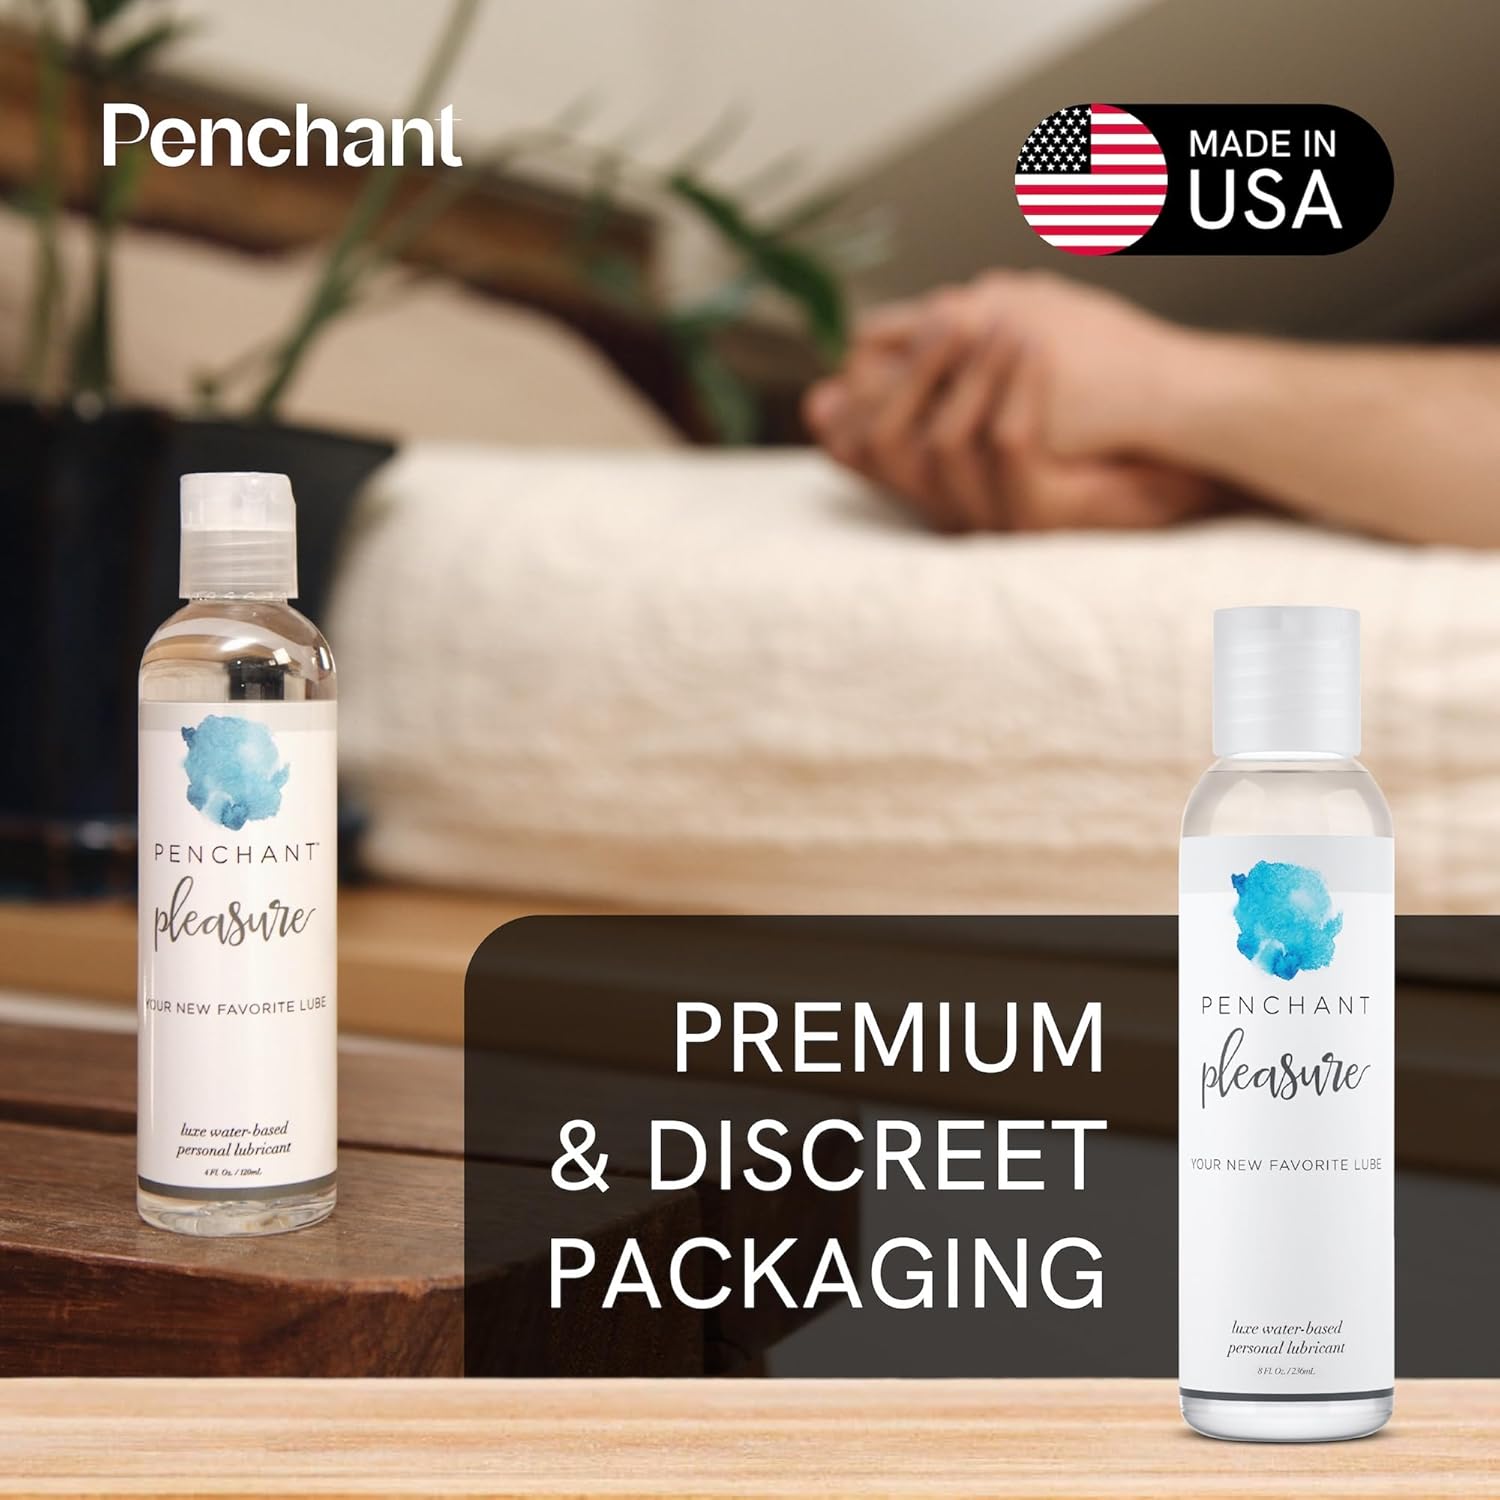 Penchant
MADE IN
USA
PENCHANT™
pleasure
YOUR NEW FAVORITE LUBE
luxe water-based
personal lubricant
4 Fl. Oz. / 120mL
PREMIUM
& DISCREET
PACKAGING
PENCHANT
pleasure
YOUR NEW FAVORITE LUBE
luxe water-based
personal lubricant
8 Fl. Oz. / 236mL